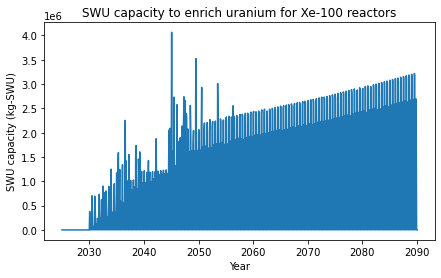 SWU capacity to enrich uranium for Xe-100 reactors
1e6
SWU capacity (kg-SWU)
4.0
3.5
3.0
2.5
2.0
1.5
1.0
0.5
0.0
2030 2040 2050 2060 2070 2080 2090
Year